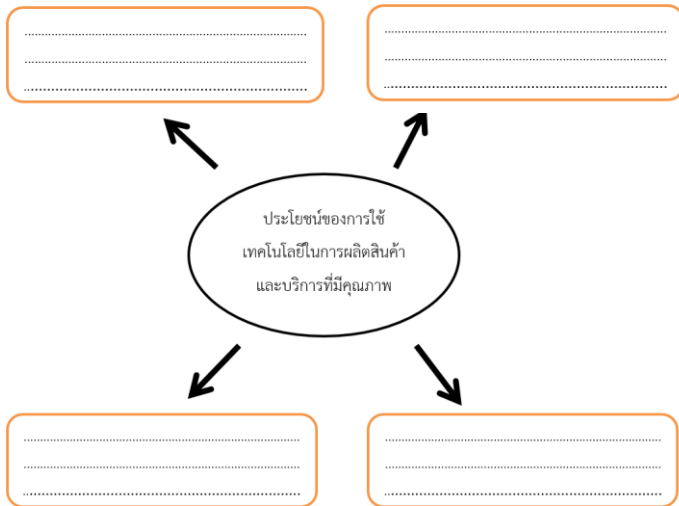 ประโยชน์ของการใช้
เทคโนโลยีในการผลิตสินค้า
และบริการที่มีคุณภาพ